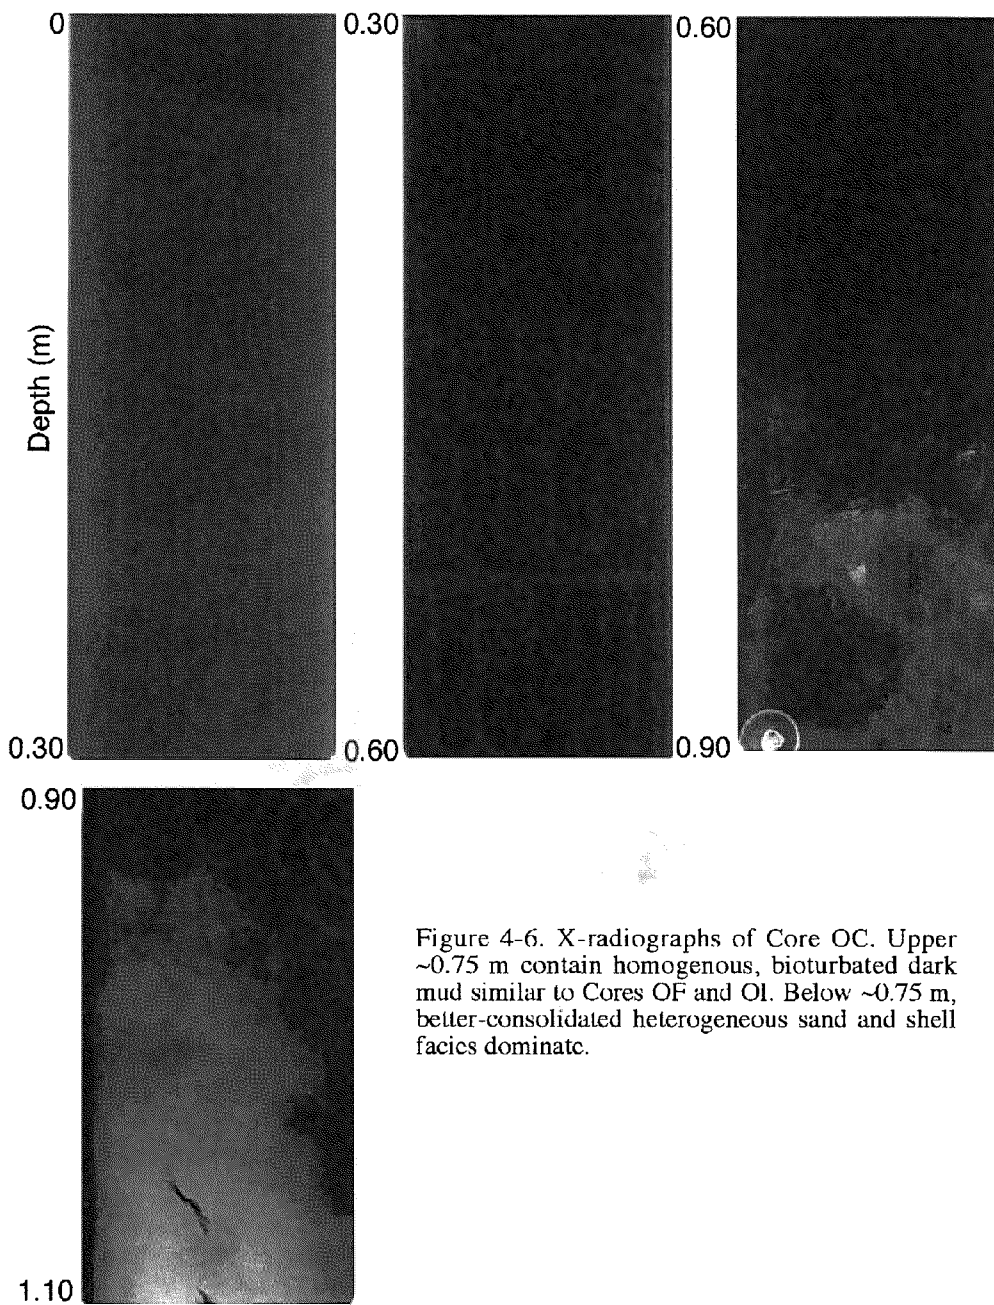 0
0.30
0.60
Depth (m)
0.30
0.60
0.90
0.90
1.10
Figure 4-6. X-radiographs of Core OC. Upper
~0.75 m contain homogenous, bioturbated dark
mud similar to Cores OF and OI. Below ~0.75 m,
better-consolidated heterogeneous sand and shell
facies dominate.